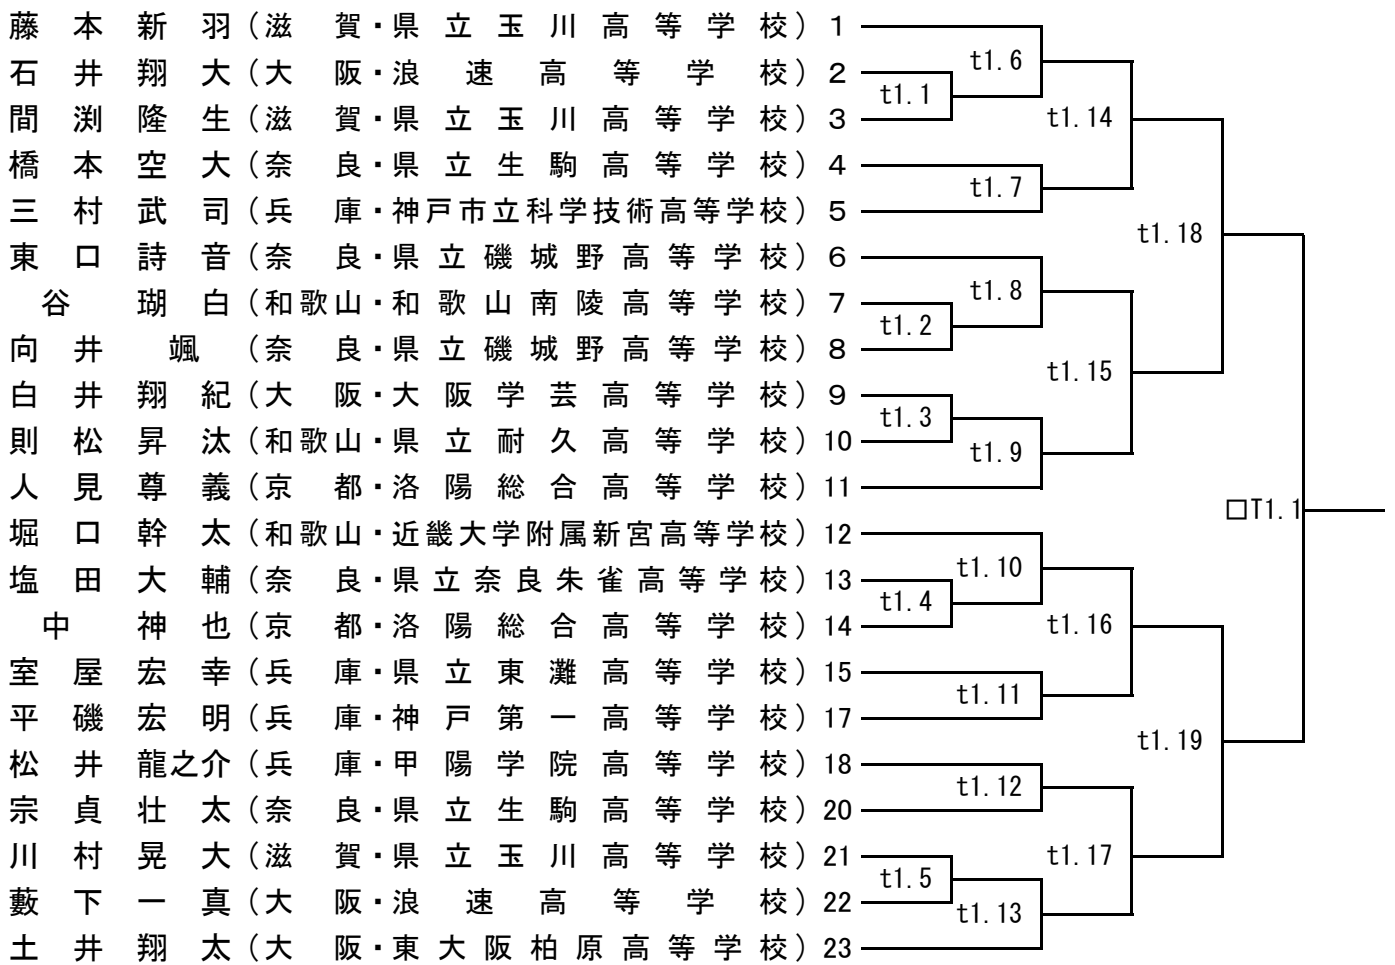 藤本新羽(滋賀・県立玉川高等学校) 1
t1.6
石井翔大(大阪・浪速高等学校) 2
t1.1
間渕隆生(滋賀・県立玉川高等学校) 3
t1.14
橋本空大(奈良・県立生駒高等学校) 4
t1.7
三村武司(兵庫・神戸市立科学技術高等学校) 5
t1.18
東口詩音(奈良・県立磯城野高等学校) 6
t1.8
谷瑚白(和歌山・和歌山南陵高等学校) 7
t1.2
向井颯(奈良・県立磯城野高等学校) 8
t1.15
白井翔紀(大阪・大阪学芸高等学校) 9
t1.3
則松昇汰(和歌山・県立耐久高等学校) 10
t1.9
人見尊義(京都・洛陽総合高等学校) 11
□T1.1
堀口幹太(和歌山・近畿大学附属新宮高等学校) 12
t1.10
塩田大輔(奈良・県立奈良朱雀高等学校) 13
t1.4
中神也(京都・洛陽総合高等学校) 14
t1.16
室屋宏幸(兵庫・県立東灘高等学校) 15
t1.11
平磯宏明(兵庫・神戸第一高等学校) 17
t1.19
松井龍之介(兵庫・甲陽学院高等学校) 18
t1.12
宗貞壮太(奈良・県立生駒高等学校) 20
川村晃大(滋賀・県立玉川高等学校) 21
t1.17
t1.5
藪下一真(大阪・浪速高等学校) 22
t1.13
土井翔太(大阪・東大阪柏原高等学校) 23